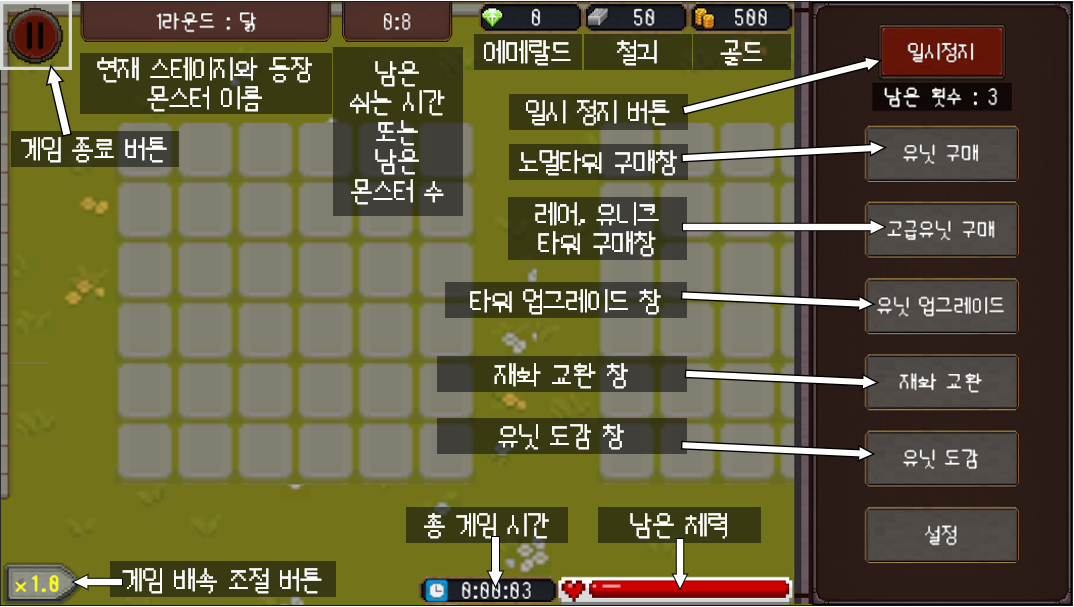 1라운드 : 닭
0:8
0
50
500
에메랄드
철괴
골드
일시정지
남은 횟수 : 3
현재 스테이지와 등장
몬스터 이름
남은
쉬는 시간
또는
남은
몬스터 수
게임 종료 버튼
일시 정지 버튼
노멀타워 구매창
유닛 구매
레어, 유니크
타워 구매창
고급유닛 구매
타워 업그레이드 창
유닛 업그레이드
재화 교환 창
재화 교환
유닛 도감 창
유닛 도감
총 게임 시간
남은 체력
설정
×1.0
게임 배속 조절 버튼
0:00:03